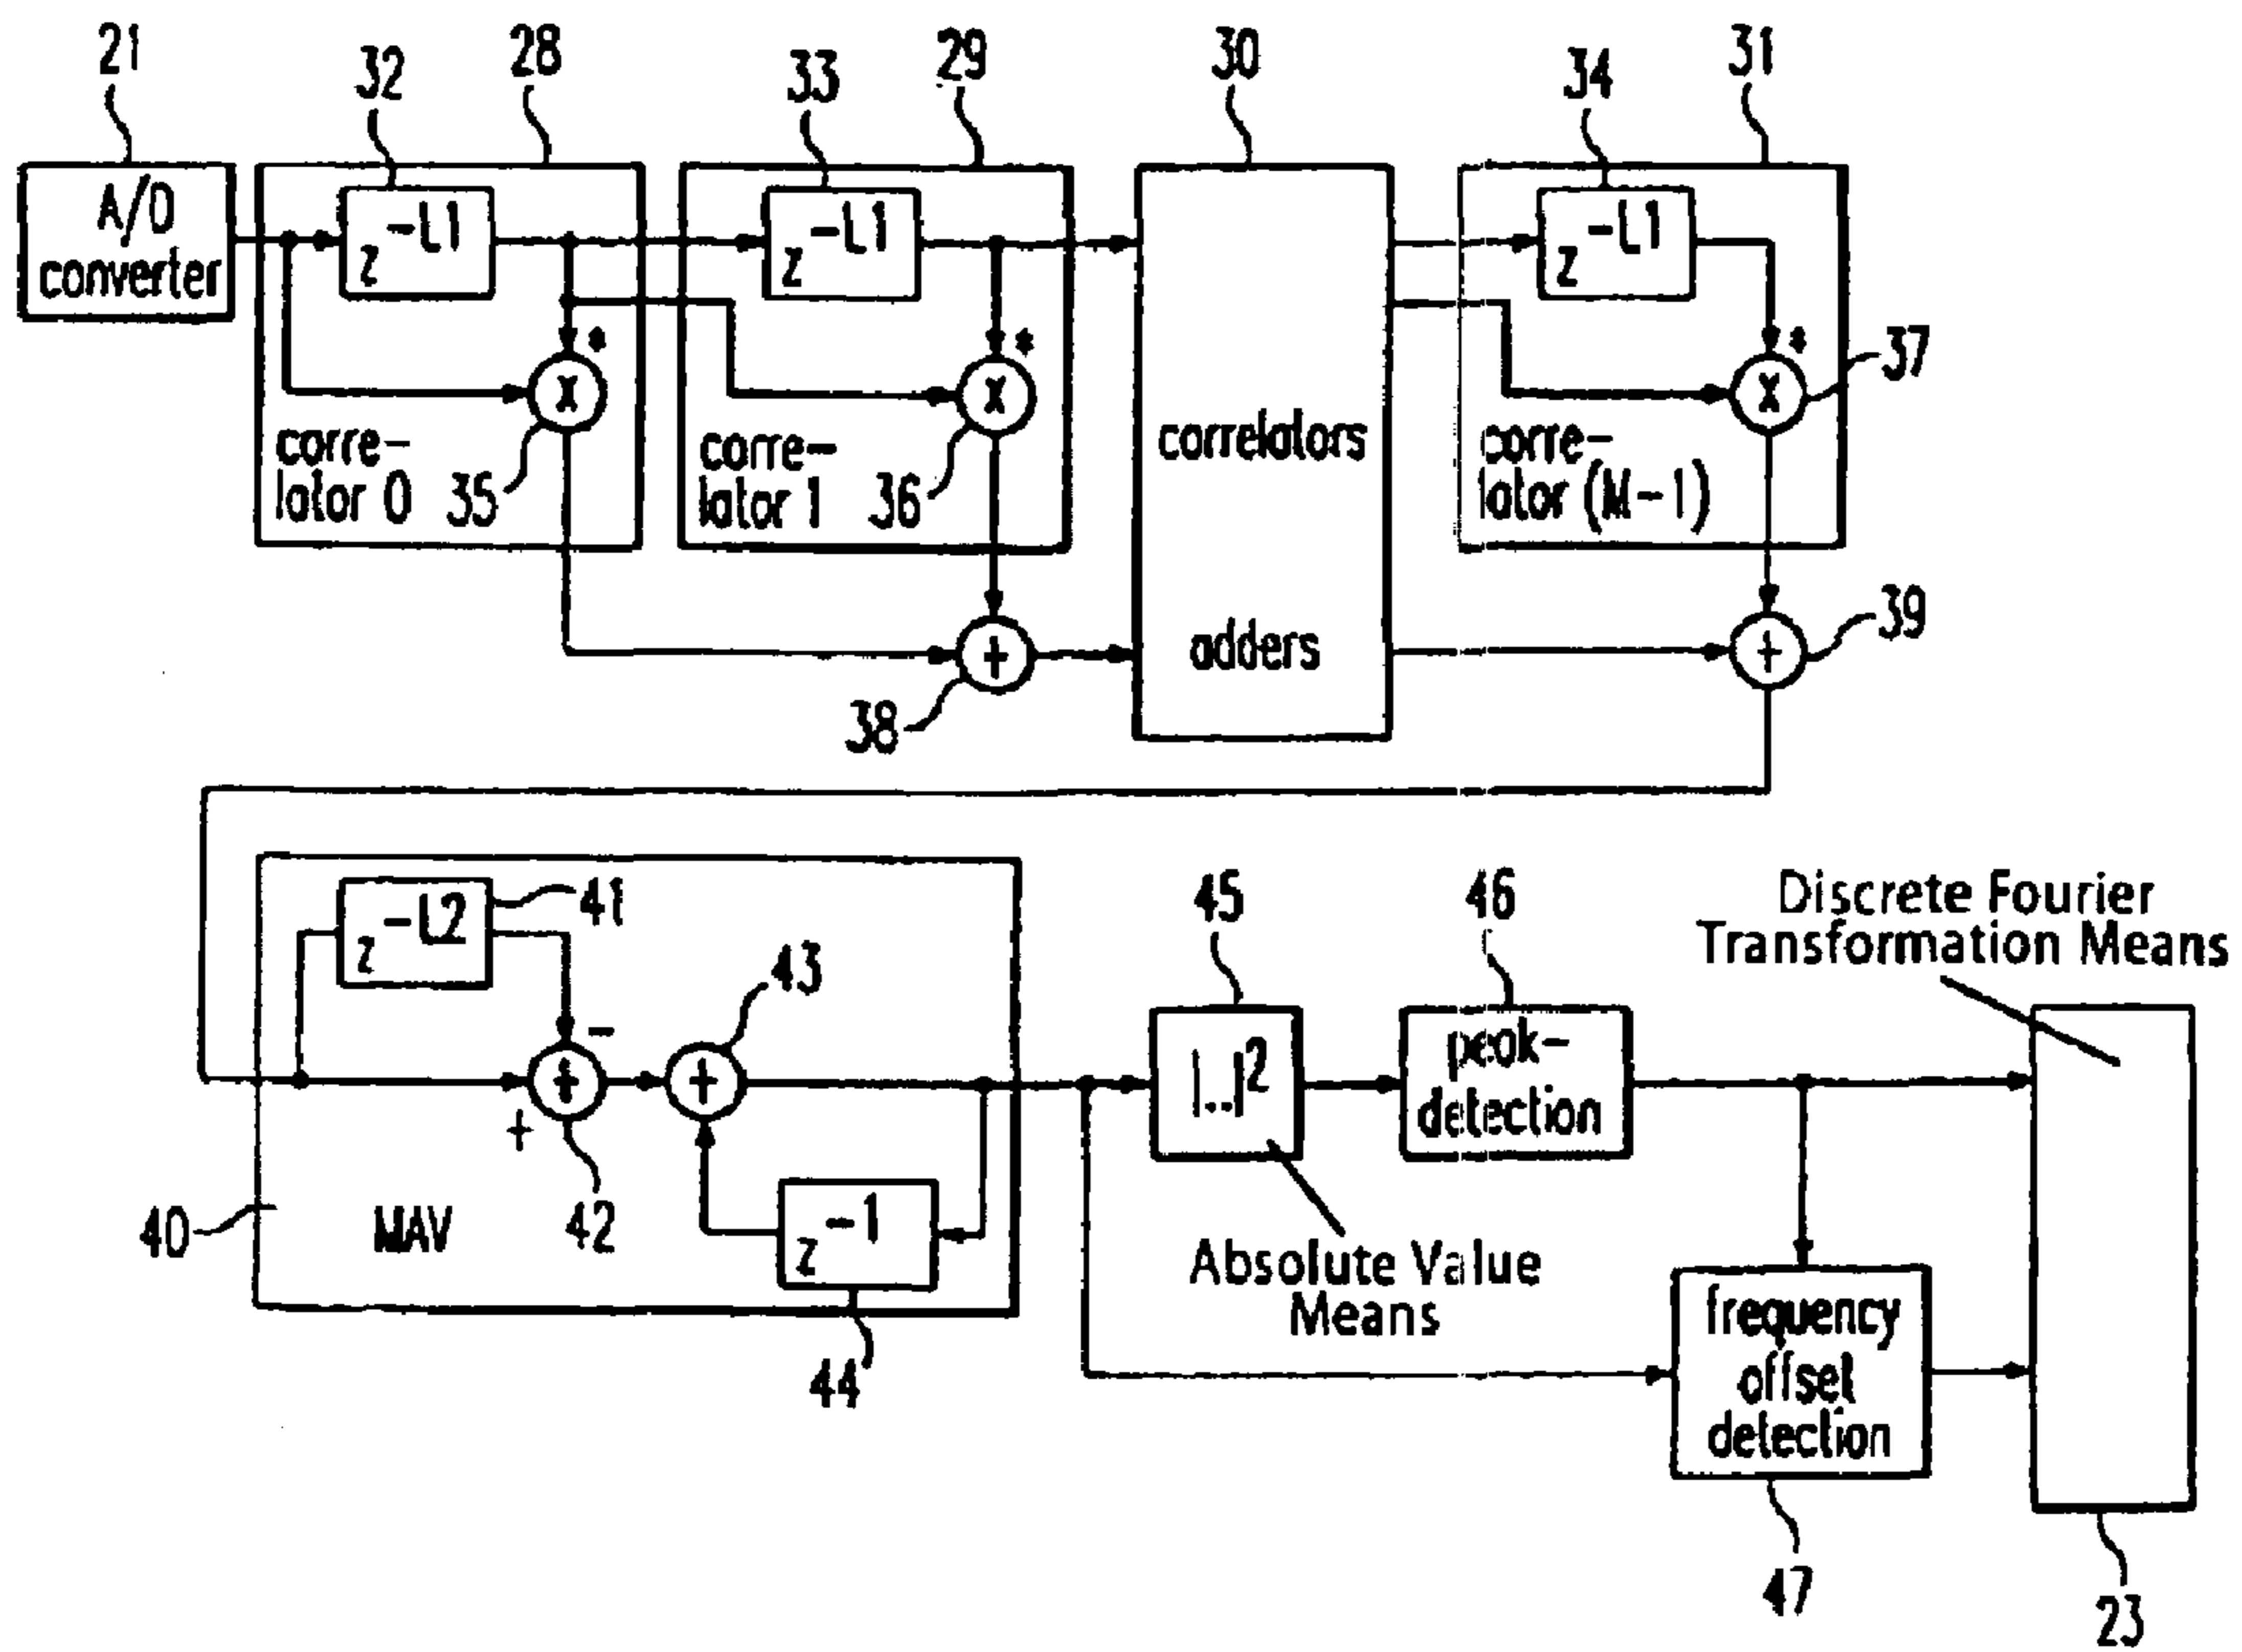 21
32
28
33
29
30
34
31
A/D
converter
z^-L1
z^-L1
z^-L1
*
*
*
X
X
X
37
corre-
lator 0
35
corre-
lator 1
36
correlators
corre-
lator (M-1)
+
38
adders
+
39
z^-L2
41
43
45
46
Discrete Fourier
Transformation Means
-
+
+
+
|..|^2
peak-
detection
40
MAV
42
z^-1
44
Absolute Value
Means
frequency
offset
detection
47
23